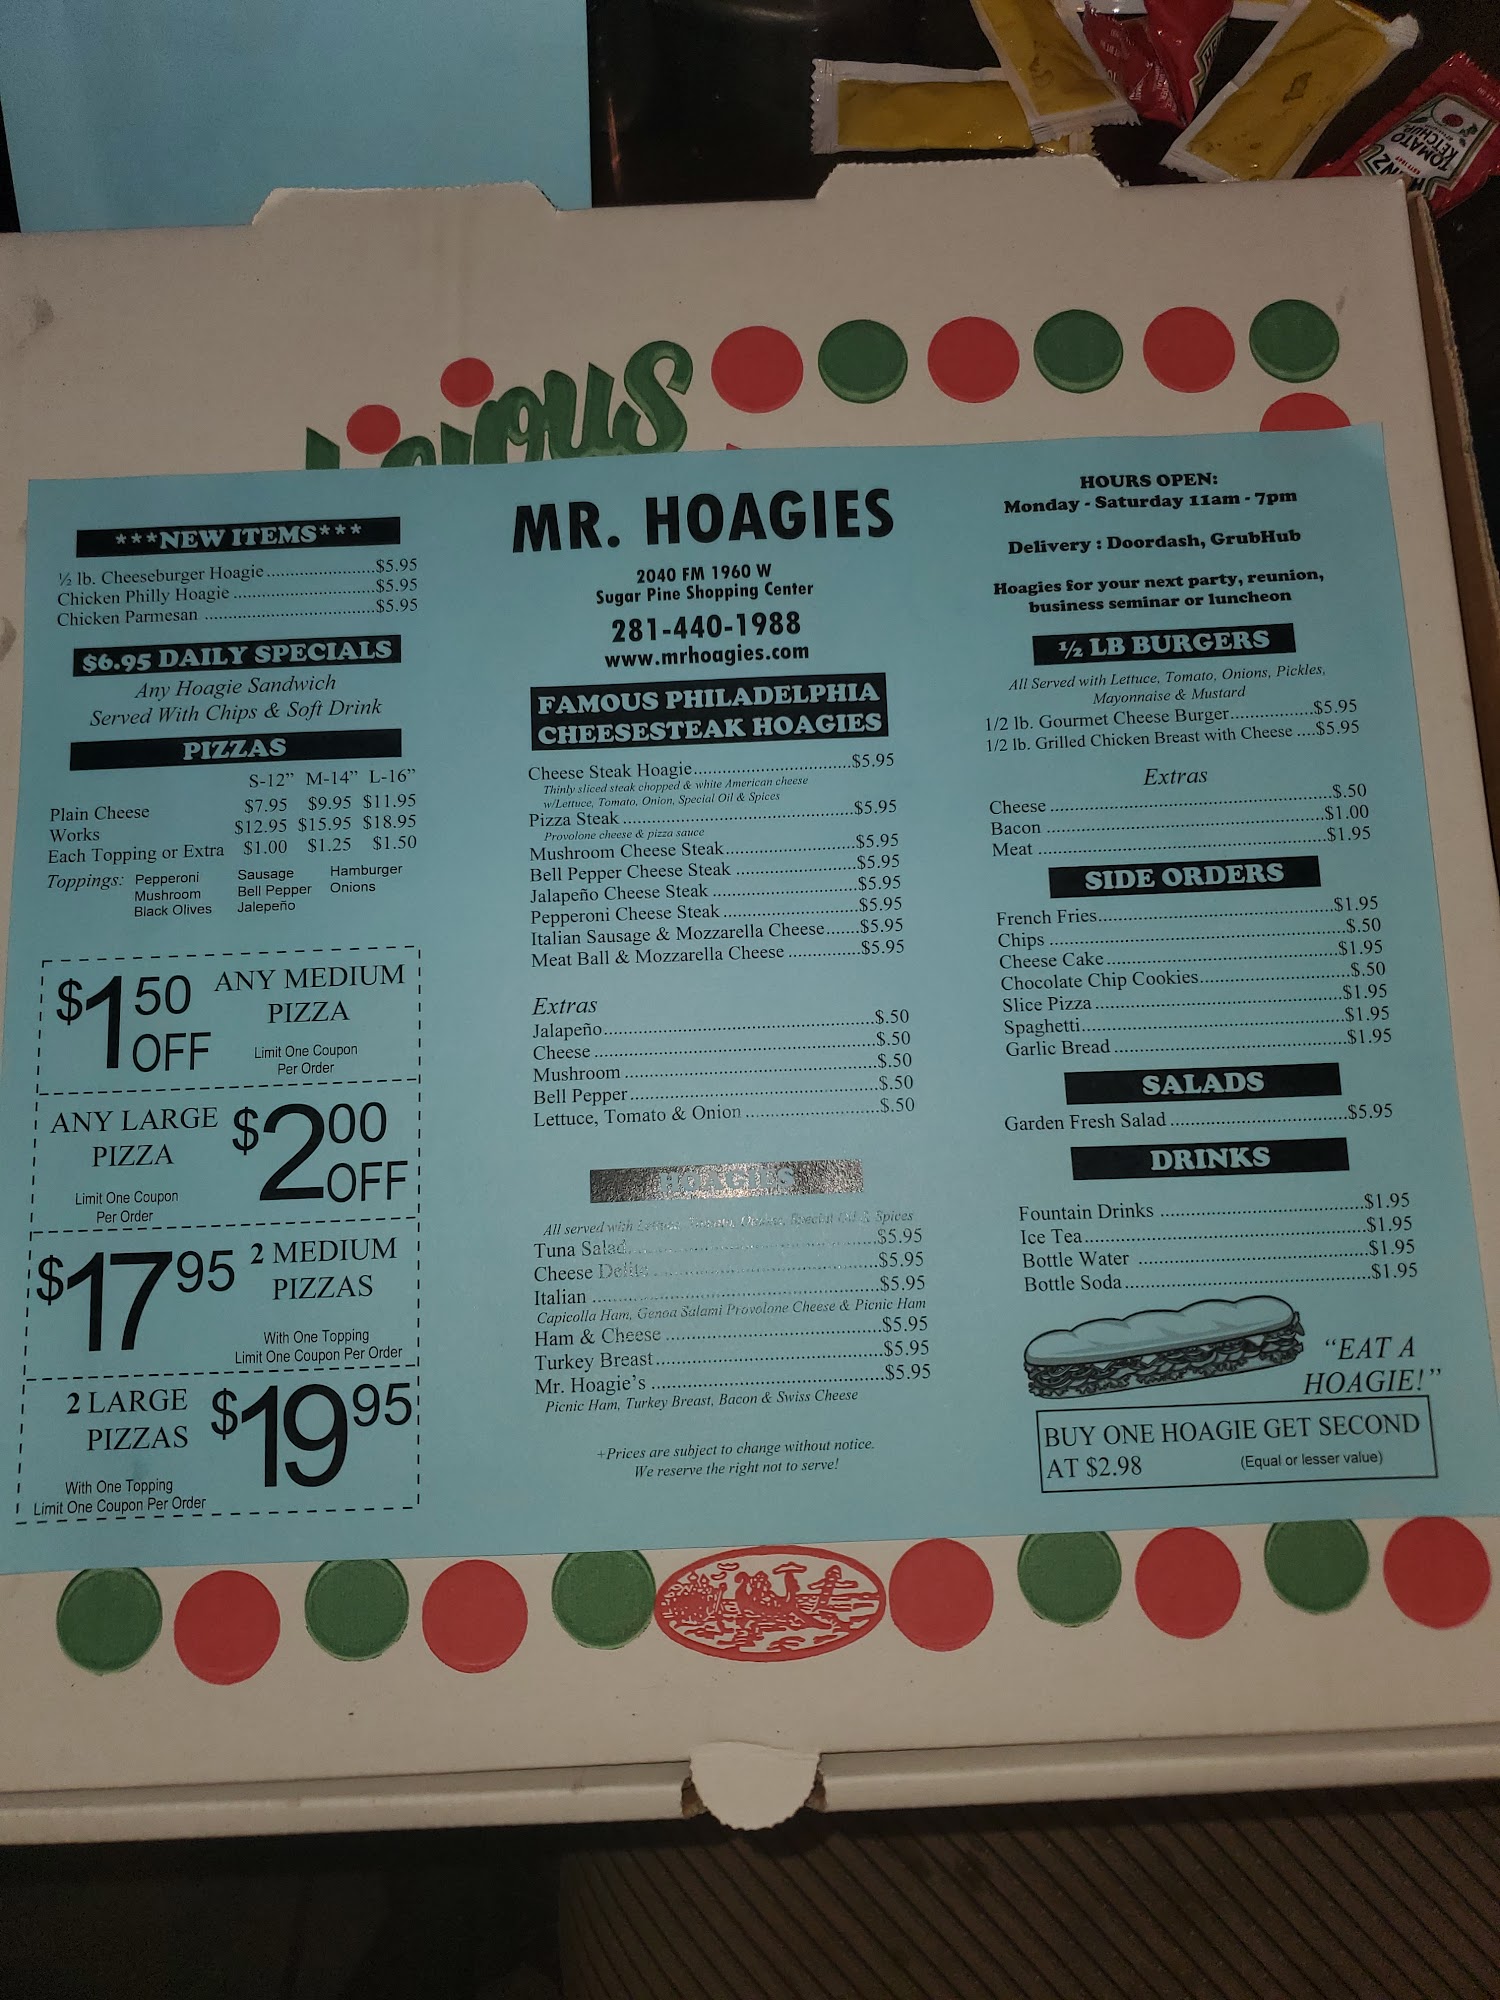 HEINZ
TOMATO
KETCHUP
icious
MR. HOAGIES
2040 FM 1960 W
Sugar Pine Shopping Center
281-440-1988
www.mrhoagies.com
***NEW ITEMS***
½ lb. Cheeseburger Hoagie......................$5.95
Chicken Philly Hoagie ............................$5.95
Chicken Parmesan ..................................$5.95
$6.95 DAILY SPECIALS
Any Hoagie Sandwich
Served With Chips & Soft Drink
PIZZAS
S-12” M-14” L-16”
Plain Cheese $7.95 $9.95 $11.95
Works $12.95 $15.95 $18.95
Each Topping or Extra $1.00 $1.25 $1.50
Toppings: Pepperoni Sausage Hamburger
Mushroom Bell Pepper Onions
Black Olives Jalepeño
$1.50 OFF
ANY MEDIUM
PIZZA
Limit One Coupon
Per Order
ANY LARGE
PIZZA
$2.00 OFF
Limit One Coupon
Per Order
$17.95
2 MEDIUM
PIZZAS
With One Topping
Limit One Coupon Per Order
2 LARGE
PIZZAS
$19.95
With One Topping
Limit One Coupon Per Order
FAMOUS PHILADELPHIA
CHEESESTEAK HOAGIES
Cheese Steak Hoagie...............................$5.95
Thinly sliced steak chopped & white American cheese
w/Lettuce, Tomato, Onion, Special Oil & Spices
Pizza Steak ..............................................$5.95
Provolone cheese & pizza sauce
Mushroom Cheese Steak..........................$5.95
Bell Pepper Cheese Steak ........................$5.95
Jalapeño Cheese Steak .............................$5.95
Pepperoni Cheese Steak...........................$5.95
Italian Sausage & Mozzarella Cheese.......$5.95
Meat Ball & Mozzarella Cheese ..............$5.95
Extras
Jalapeño.....................................................$.50
Cheese .......................................................$.50
Mushroom ..................................................$.50
Bell Pepper.................................................$.50
Lettuce, Tomato & Onion ..........................$.50
HOAGIES
All served with Lettuce, Tomato, Onion, Special Oil & Spices
Tuna Salad.................................................$5.95
Cheese Delite.............................................$5.95
Italian .........................................................$5.95
Capicolla Ham, Genoa Salami Provolone Cheese & Picnic Ham
Ham & Cheese ..........................................$5.95
Turkey Breast.............................................$5.95
Mr. Hoagie’s ..............................................$5.95
Picnic Ham, Turkey Breast, Bacon & Swiss Cheese
+Prices are subject to change without notice.
We reserve the right not to serve!
HOURS OPEN:
Monday - Saturday 11am - 7pm
Delivery : Doordash, GrubHub
Hoagies for your next party, reunion,
business seminar or luncheon
½ LB BURGERS
All Served with Lettuce, Tomato, Onions, Pickles,
Mayonnaise & Mustard
1/2 lb. Gourmet Cheese Burger................$5.95
1/2 lb. Grilled Chicken Breast with Cheese ....$5.95
Extras
Cheese .......................................................$.50
Bacon .......................................................$1.00
Meat .........................................................$1.95
SIDE ORDERS
French Fries..............................................$1.95
Chips .........................................................$.50
Cheese Cake.............................................$1.95
Chocolate Chip Cookies.............................$.50
Slice Pizza................................................$1.95
Spaghetti...................................................$1.95
Garlic Bread .............................................$1.95
SALADS
Garden Fresh Salad ...................................$5.95
DRINKS
Fountain Drinks ........................................$1.95
Ice Tea.......................................................$1.95
Bottle Water .............................................$1.95
Bottle Soda...............................................$1.95
“EAT A
HOAGIE!”
BUY ONE HOAGIE GET SECOND
AT $2.98 (Equal or lesser value)